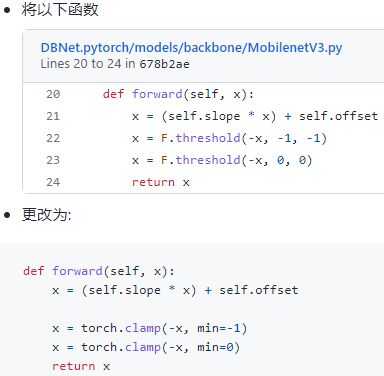 将以下函数
DBNet.pytorch/models/backbone/MobilenetV3.py
Lines 20 to 24 in 678b2ae
20 def forward(self, x):
21 x = (self.slope * x) + self.offset
22 x = F.threshold(-x, -1, -1)
23 x = F.threshold(-x, 0, 0)
24 return x
更改为:
def forward(self, x):
x = (self.slope * x) + self.offset
x = torch.clamp(-x, min=-1)
x = torch.clamp(-x, min=0)
return x